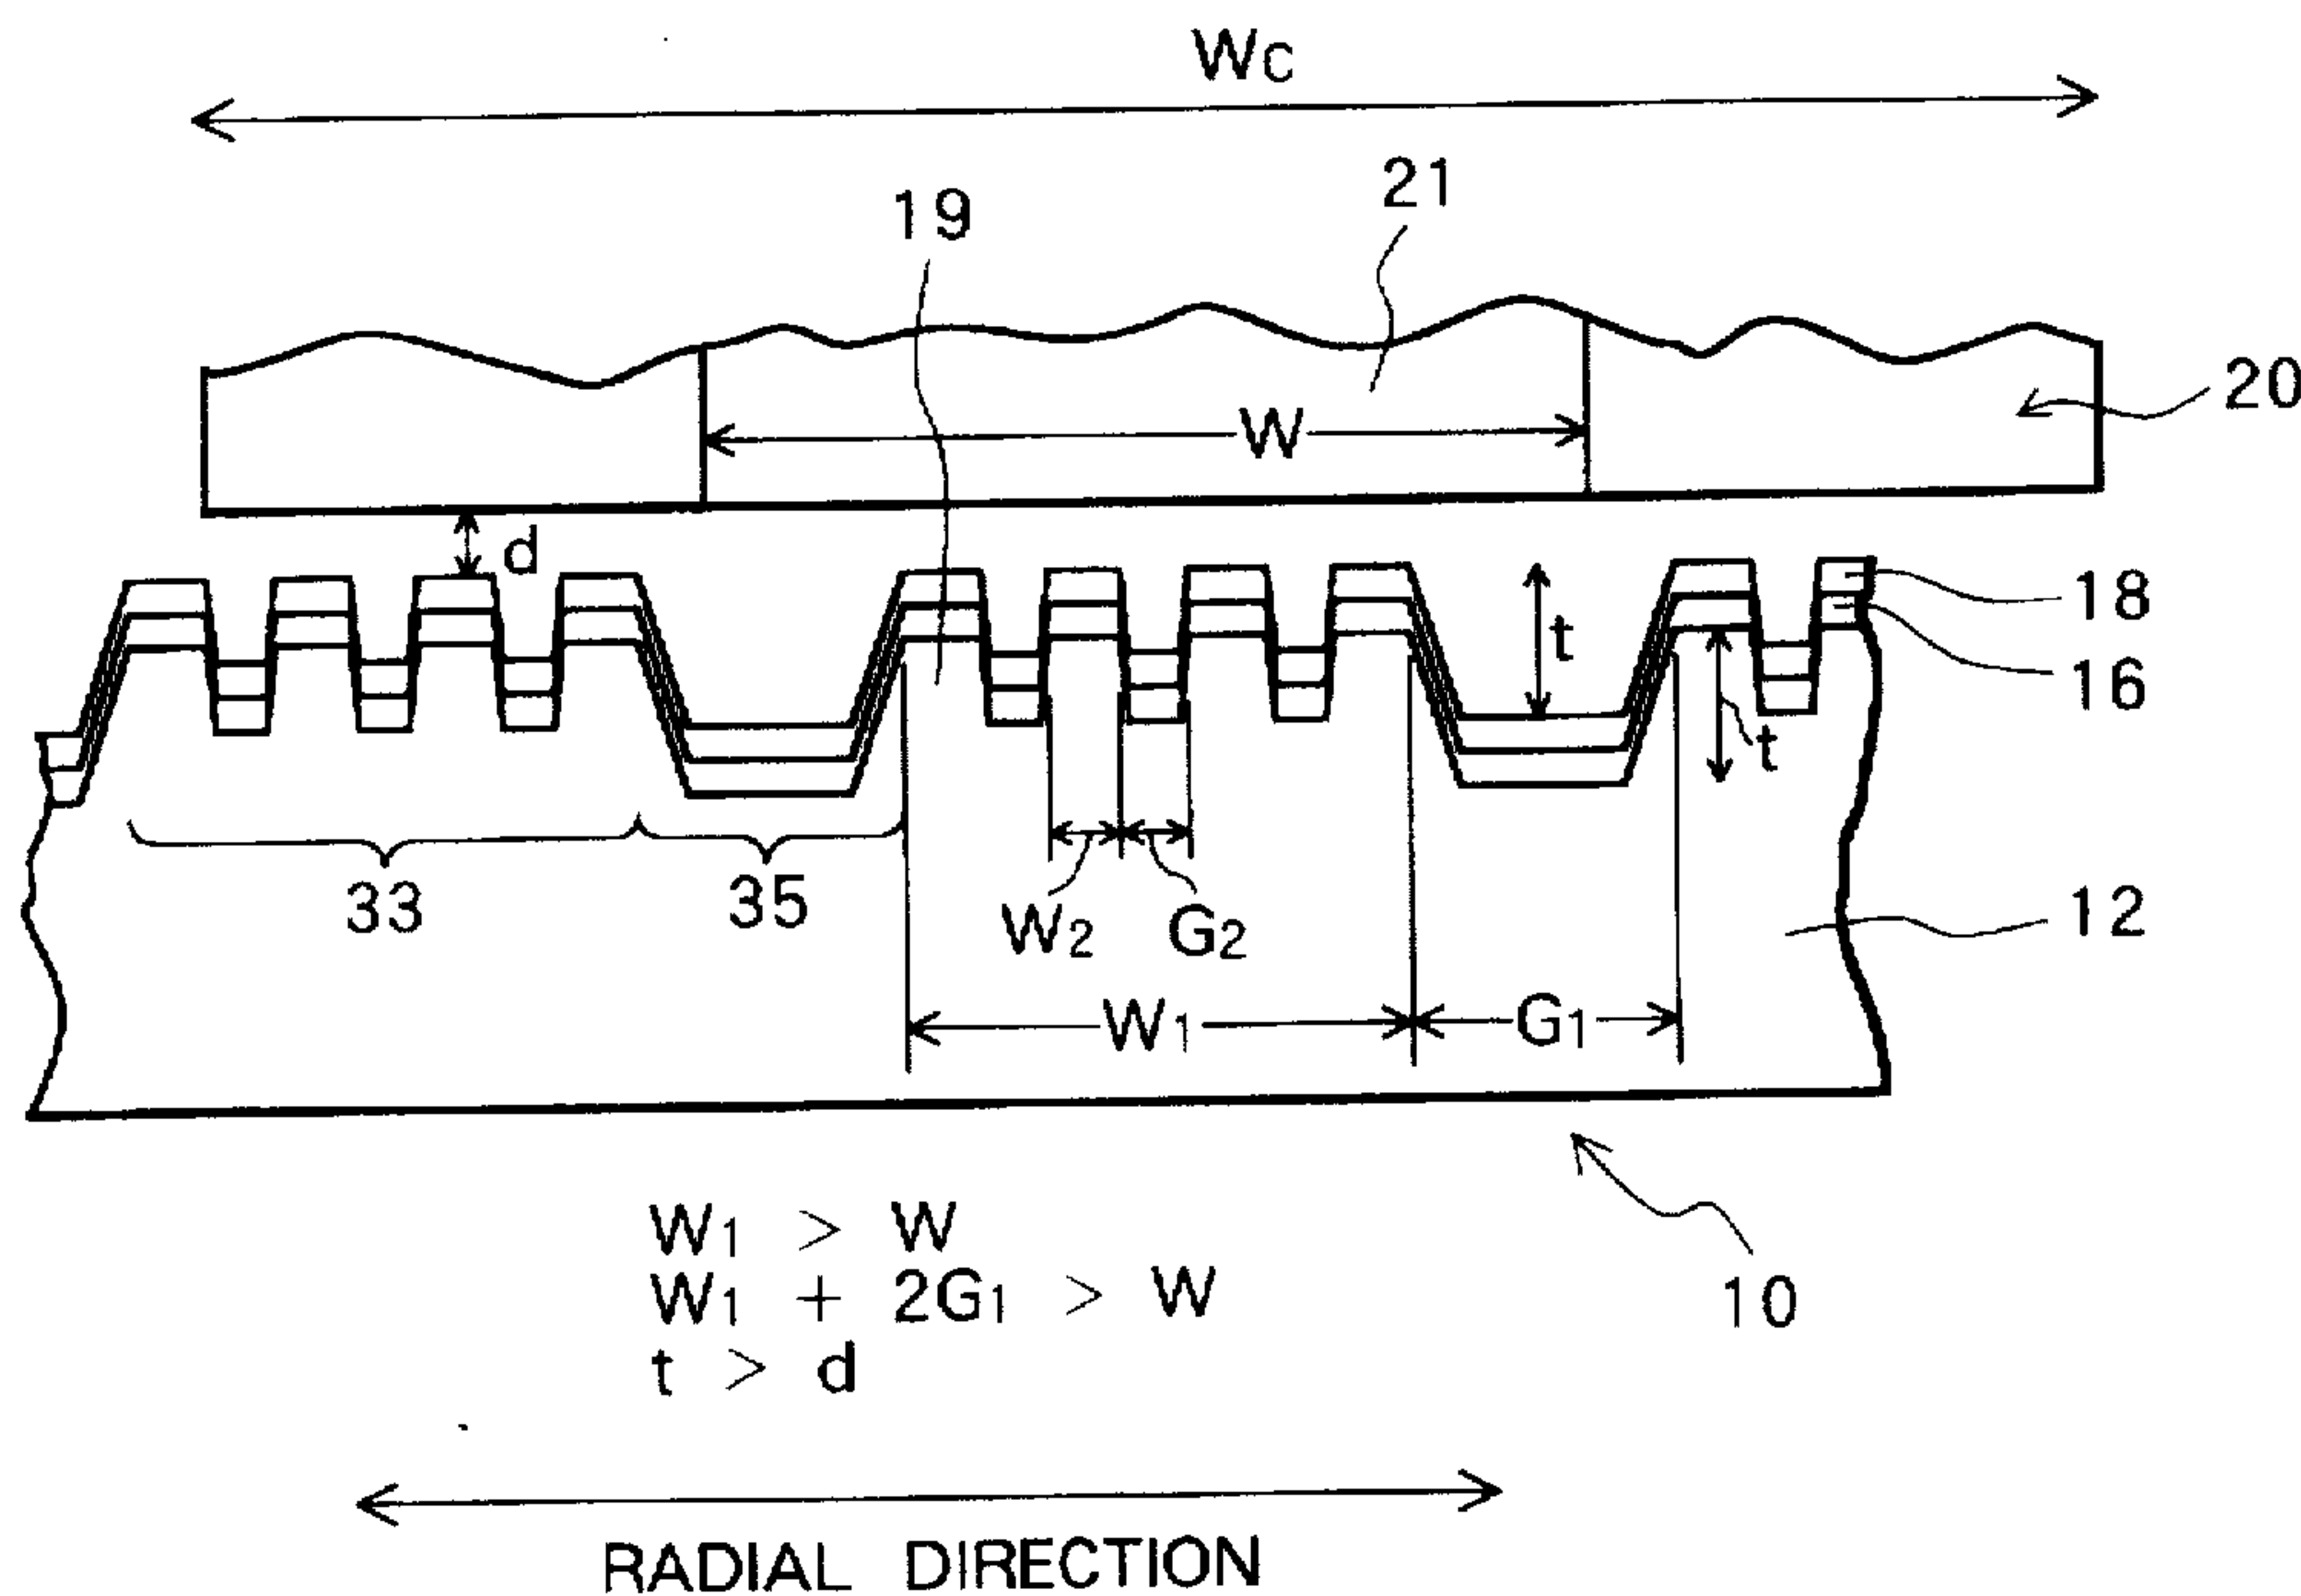 Wc
21
19
20
W
d
18
t
16
t
33
35
12
W2
G2
W1
G1
W1 > W
W1 + 2G1 > W
t > d
10
RADIAL DIRECTION